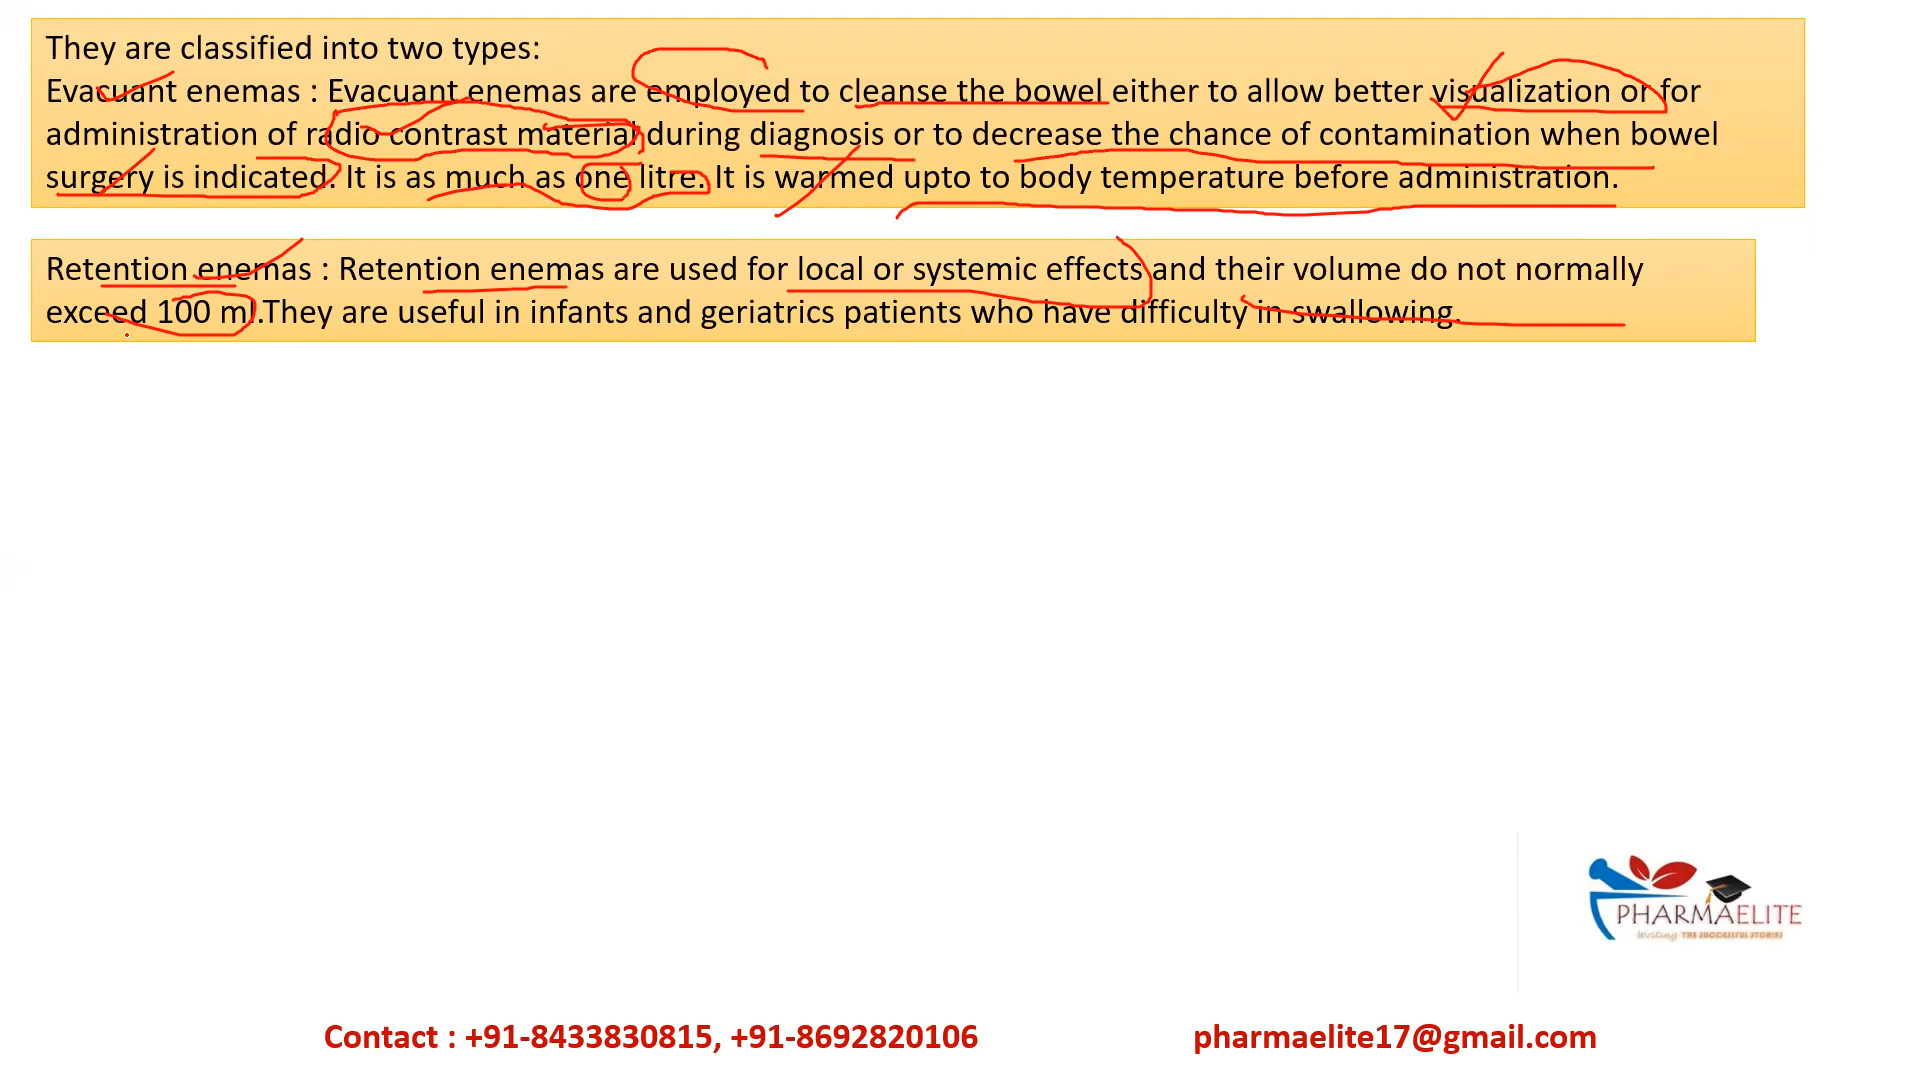 They are classified into two types:
Evacuant enemas : Evacuant enemas are employed to cleanse the bowel either to allow better visualization or for
administration of radio contrast material during diagnosis or to decrease the chance of contamination when bowel
surgery is indicated. It is as much as one litre. It is warmed upto to body temperature before administration.
Retention enemas : Retention enemas are used for local or systemic effects and their volume do not normally
exceed 100 ml.They are useful in infants and geriatrics patients who have difficulty in swallowing.
PHARMAELITE
Writing THE SUCCESSFUL STORIES
Contact : +91-8433830815, +91-8692820106 pharmaelite17@gmail.com